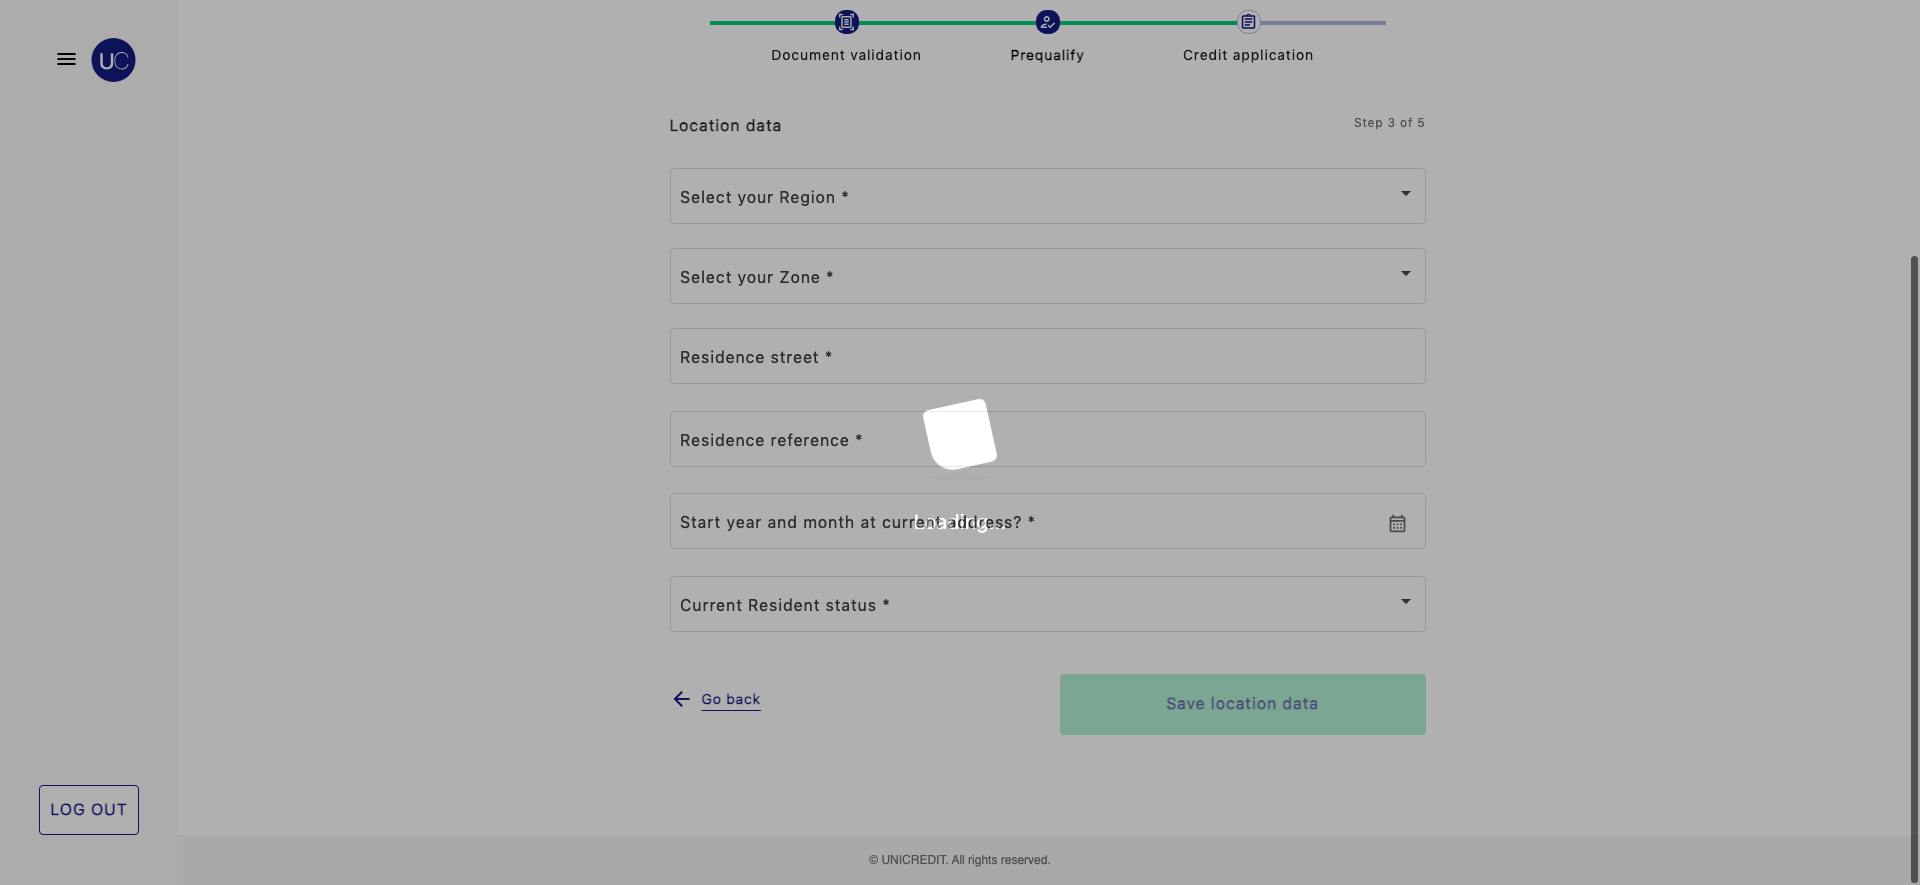 UC
Document validation
Prequalify
Credit application
Location data
Step 3 of 5
Select your Region *
Select your Zone *
Residence street *
Residence reference *
Start year and month at current address? *
Loading...
Current Resident status *
Go back
Save location data
LOG OUT
© UNICREDIT. All rights reserved.